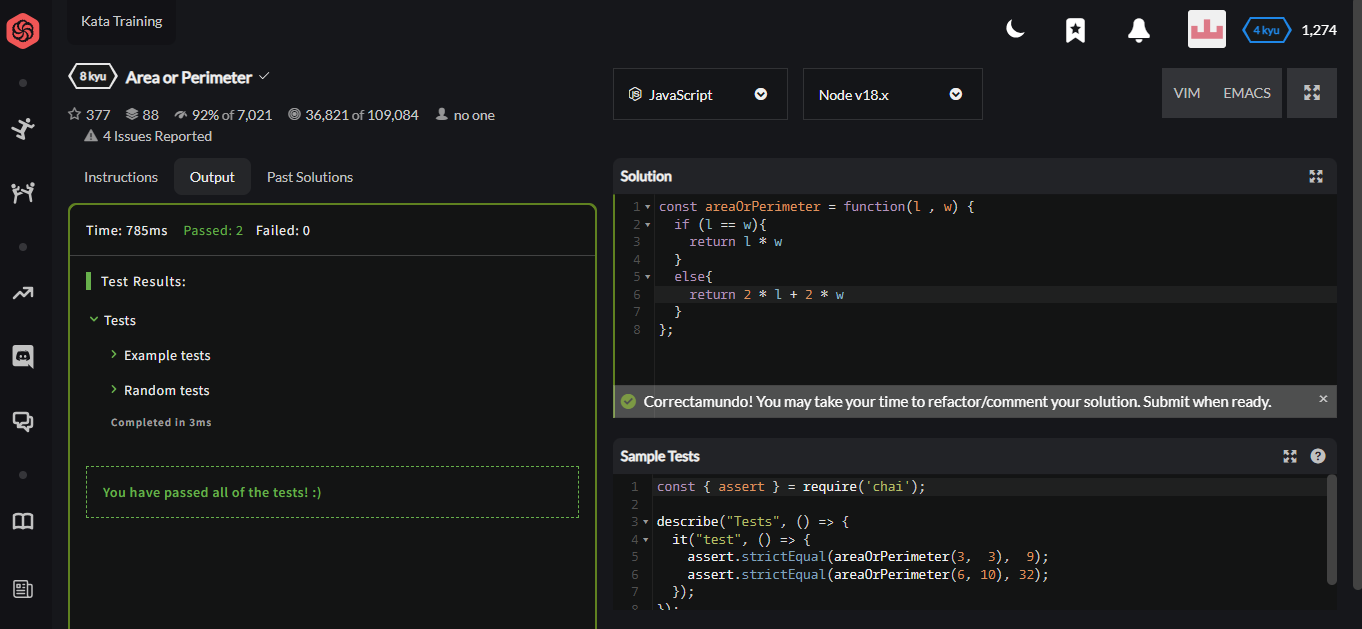 Kata Training
4 kyu
1,274
8 kyu
Area or Perimeter
377
88
92% of 7,021
36,821 of 109,084
no one
4 Issues Reported
JavaScript
Node v18.x
VIM
EMACS
Instructions
Output
Past Solutions
Time: 785ms
Passed: 2
Failed: 0
Test Results:
Tests
Example tests
Random tests
Completed in 3ms
You have passed all of the tests! :)
Solution
1 const areaOrPerimeter = function(l , w) {
2 if (l == w){
3 return l * w
4 }
5 else{
6 return 2 * l + 2 * w
7 }
8 };
Correctamundo! You may take your time to refactor/comment your solution. Submit when ready.
Sample Tests
1 const { assert } = require('chai');
2
3 describe("Tests", () => {
4 it("test", () => {
5 assert.strictEqual(areaOrPerimeter(3, 3), 9);
6 assert.strictEqual(areaOrPerimeter(6, 10), 32);
7 });
8 });